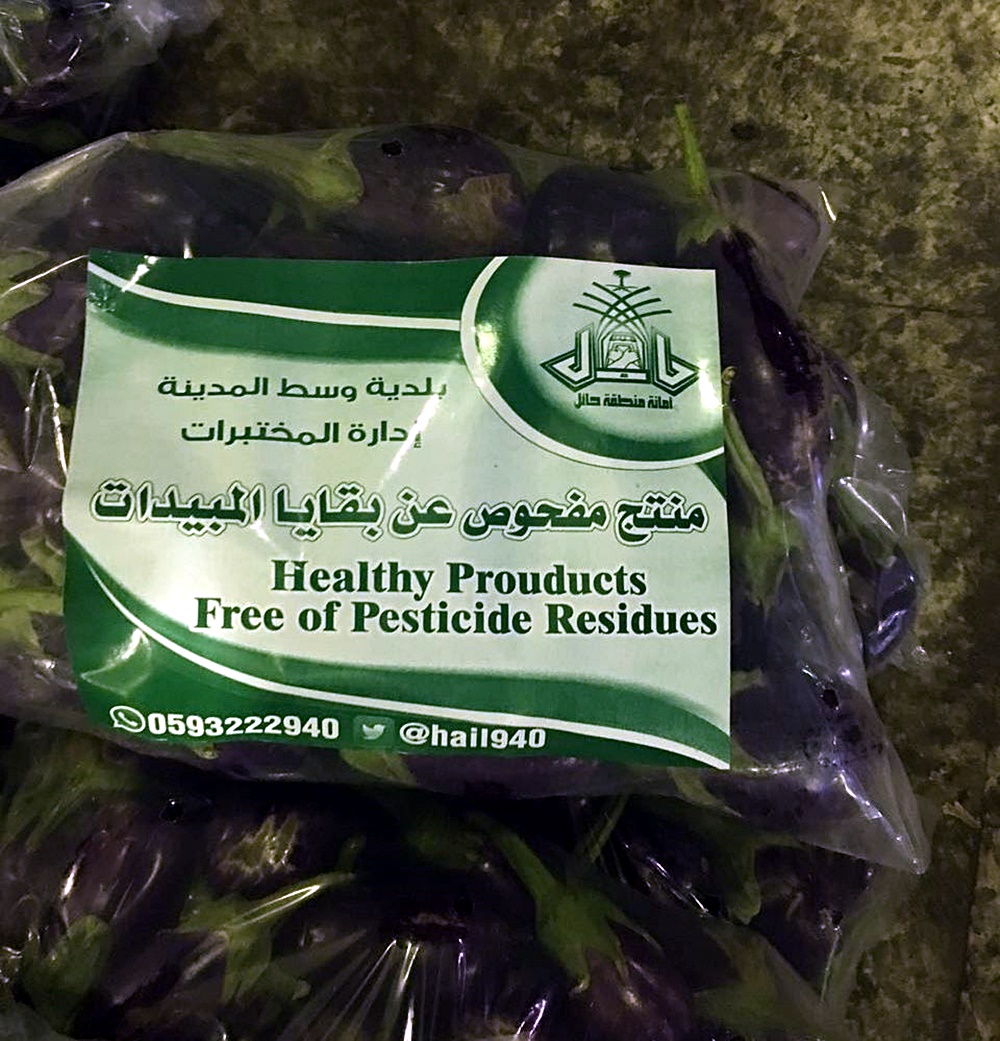 حائل
أمانة منطقة حائل
بلدية وسط المدينة
إدارة المختبرات
منتج مفحوص عن بقايا المبيدات
Healthy Prouducts
Free of Pesticide Residues
0593222940 @hail940